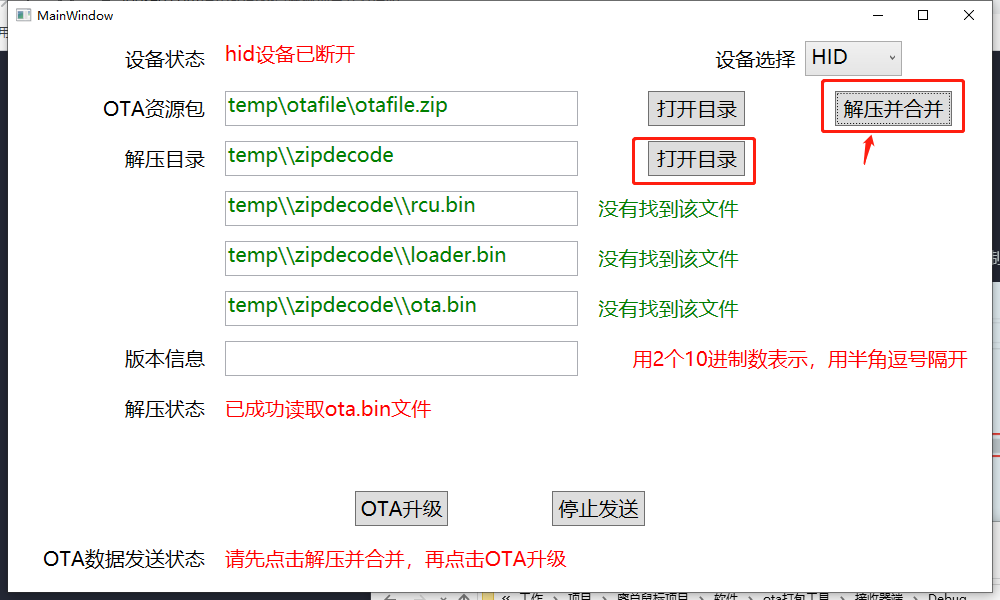 MainWindow
设备状态 hid设备已断开 设备选择 HID
OTA资源包 temp\otafile\otafile.zip 打开目录 解压并合并
解压目录 temp\\zipdecode 打开目录
temp\\zipdecode\\rcu.bin 没有找到该文件
temp\\zipdecode\\loader.bin 没有找到该文件
temp\\zipdecode\\ota.bin 没有找到该文件
版本信息 用2个10进制数表示，用半角逗号隔开
解压状态 已成功读取ota.bin文件
OTA升级 停止发送
OTA数据发送状态 请先点击解压并合并，再点击OTA升级